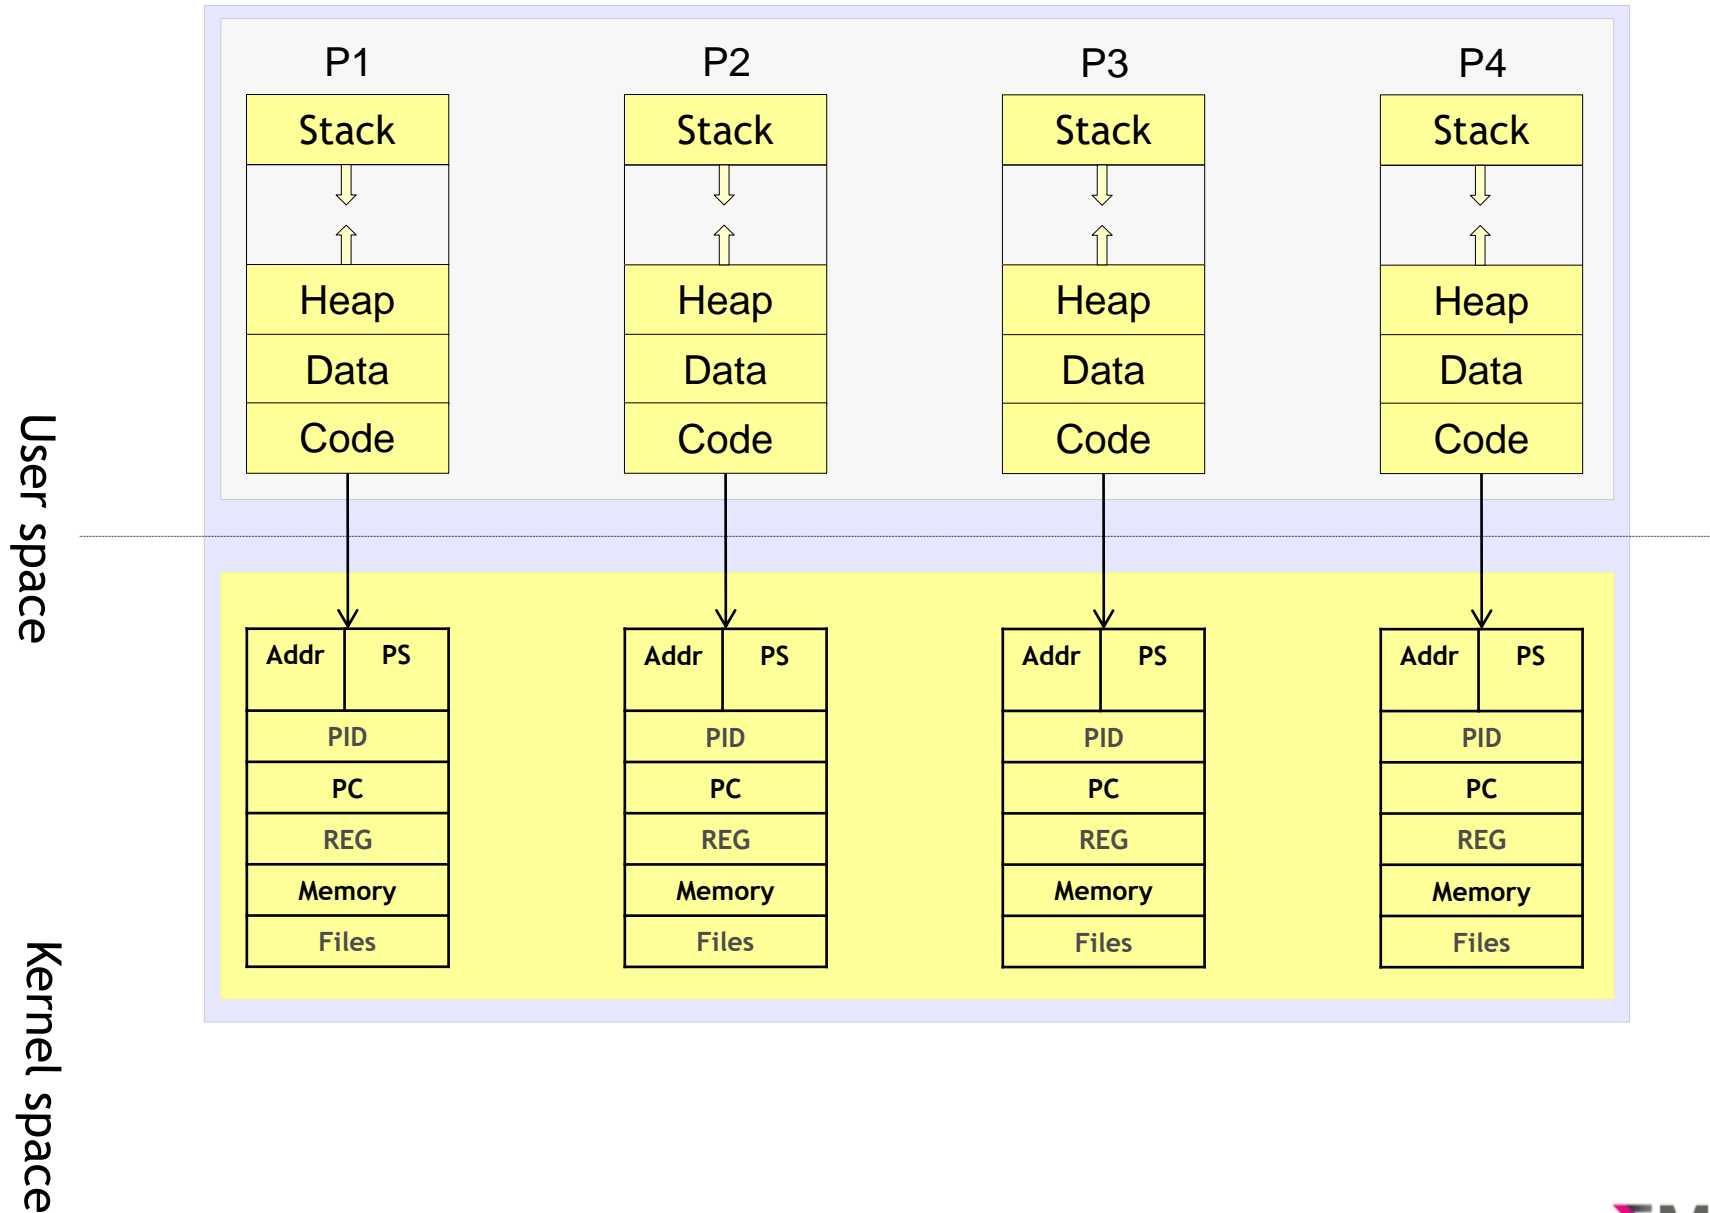 P1 P2 P3 P4
Stack Stack Stack Stack
Heap Heap Heap Heap
Data Data Data Data
Code Code Code Code
User space
Addr PS Addr PS Addr PS Addr PS
PID PID PID PID
PC PC PC PC
REG REG REG REG
Memory Memory Memory Memory
Files Files Files Files
Kernel space